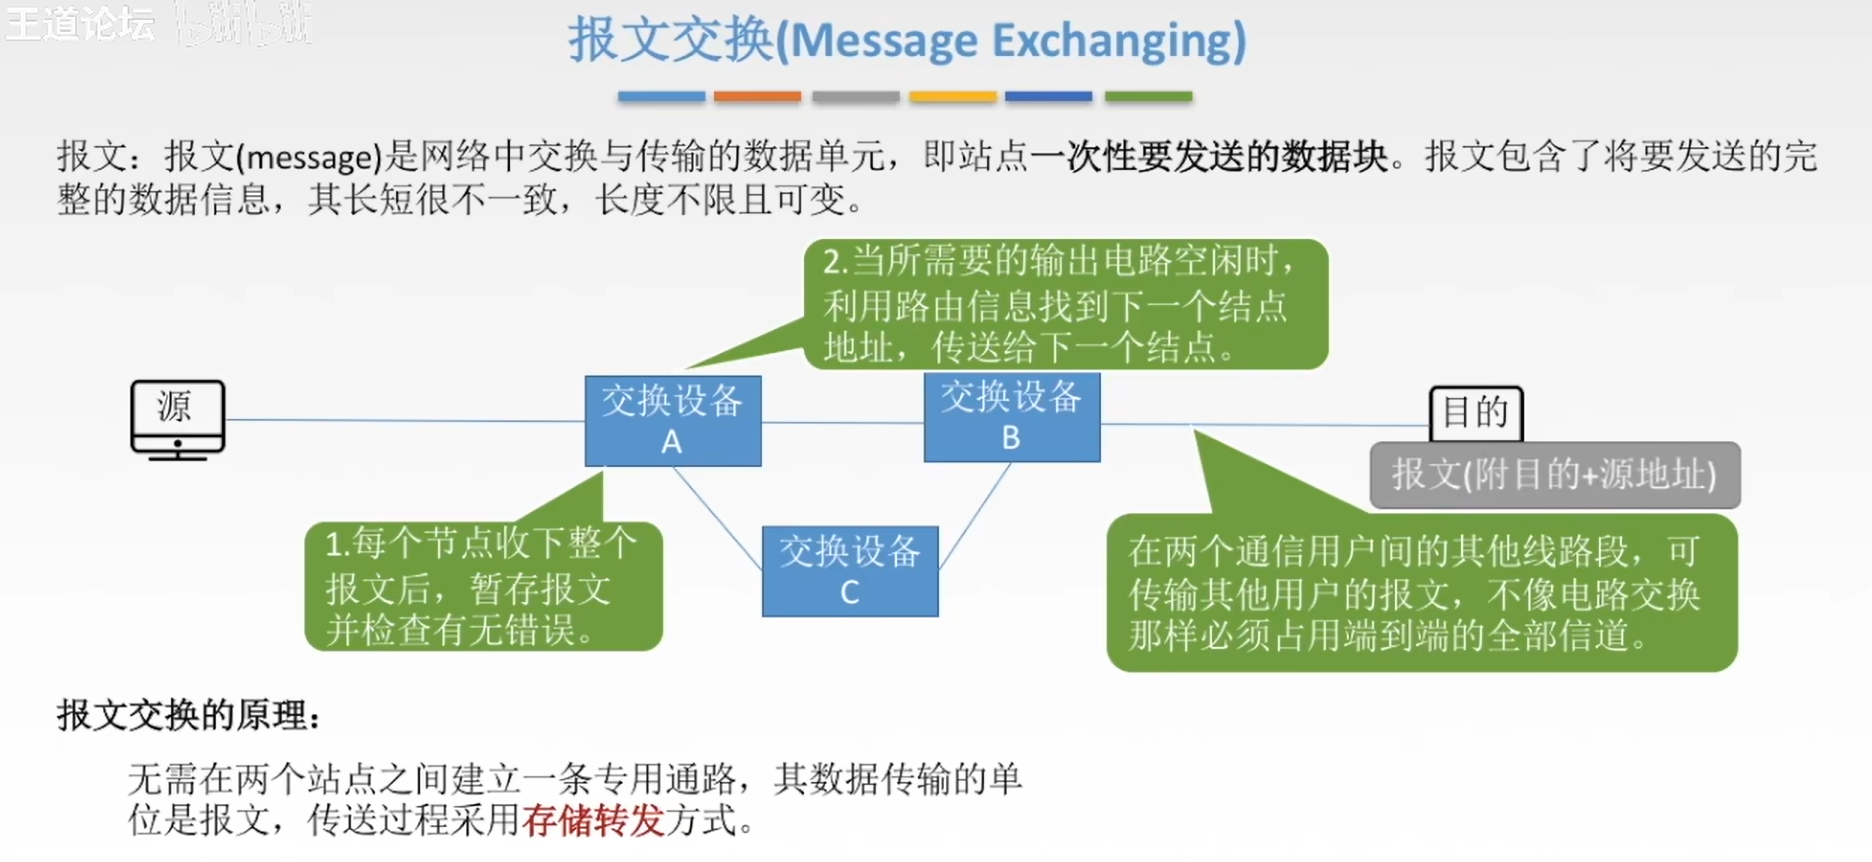 王道论坛 bilibili
报文交换(Message Exchanging)
报文：报文(message)是网络中交换与传输的数据单元，即站点一次性要发送的数据块。报文包含了将要发送的完
整的数据信息，其长短很不一致，长度不限且可变。
2.当所需要的输出电路空闲时，
利用路由信息找到下一个结点
地址，传送给下一个结点。
源
交换设备
A
交换设备
B
目的
报文(附目的+源地址)
1.每个节点收下整个
报文后，暂存报文
并检查有无错误。
交换设备
C
在两个通信用户间的其他线路段，可
传输其他用户的报文，不像电路交换
那样必须占用端到端的全部信道。
报文交换的原理：
无需在两个站点之间建立一条专用通路，其数据传输的单
位是报文，传送过程采用存储转发方式。